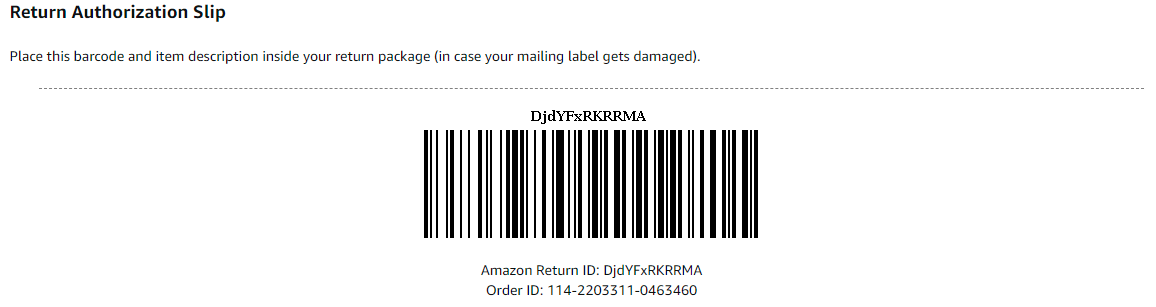 Return Authorization Slip
Place this barcode and item description inside your return package (in case your mailing label gets damaged).
DjdYFxRKRRMA
Amazon Return ID: DjdYFxRKRRMA
Order ID: 114-2203311-0463460